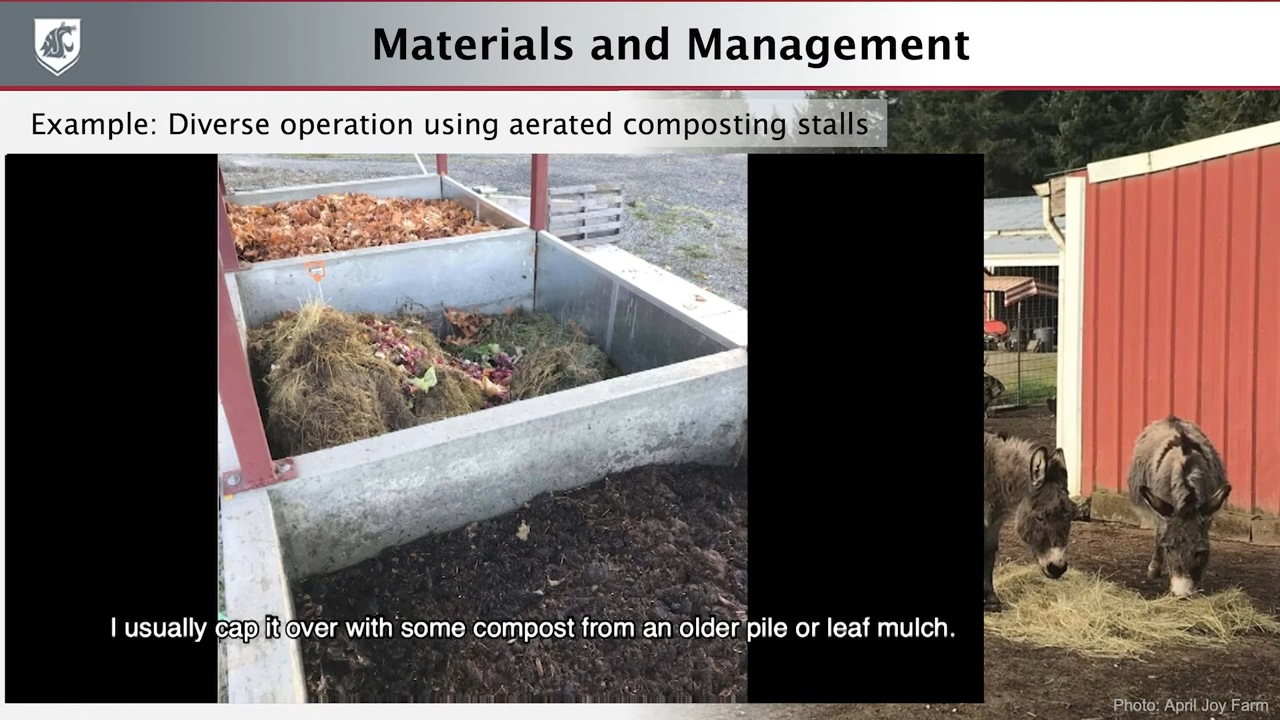 Materials and Management
Example: Diverse operation using aerated composting stalls
I usually cap it over with some compost from an older pile or leaf mulch.
Photo: April Joy Farm